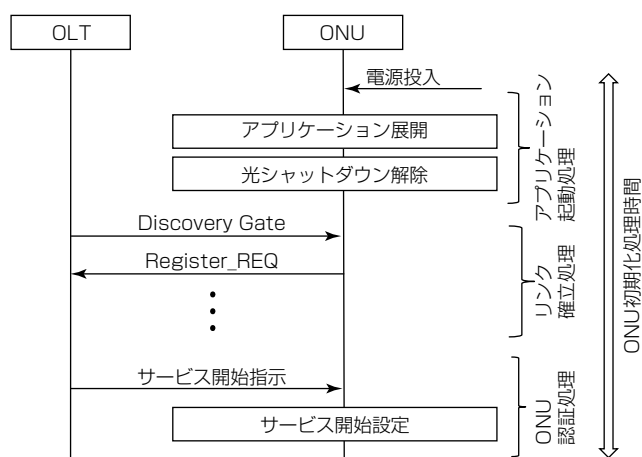 OLT
ONU
電源投入
アプリケーション展開
光シャットダウン解除
アプリケーション
起動処理
Discovery Gate
Register_REQ
リンク
確立処理
サービス開始指示
サービス開始設定
ONU
認証処理
ONU初期化処理時間